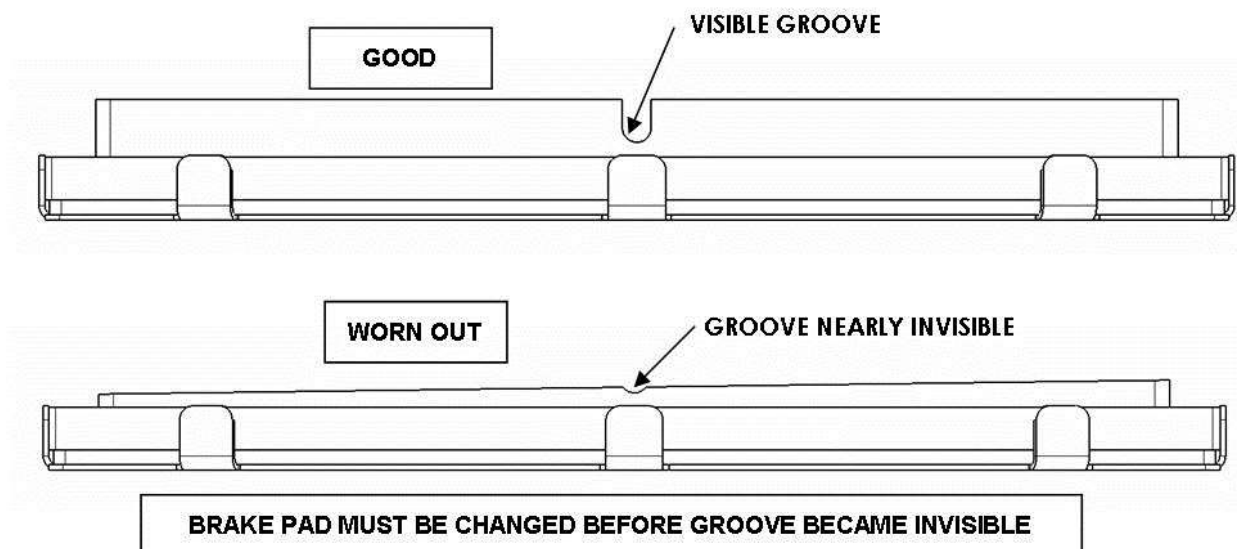 VISIBLE GROOVE
GOOD
GROOVE NEARLY INVISIBLE
WORN OUT
BRAKE PAD MUST BE CHANGED BEFORE GROOVE BECAME INVISIBLE